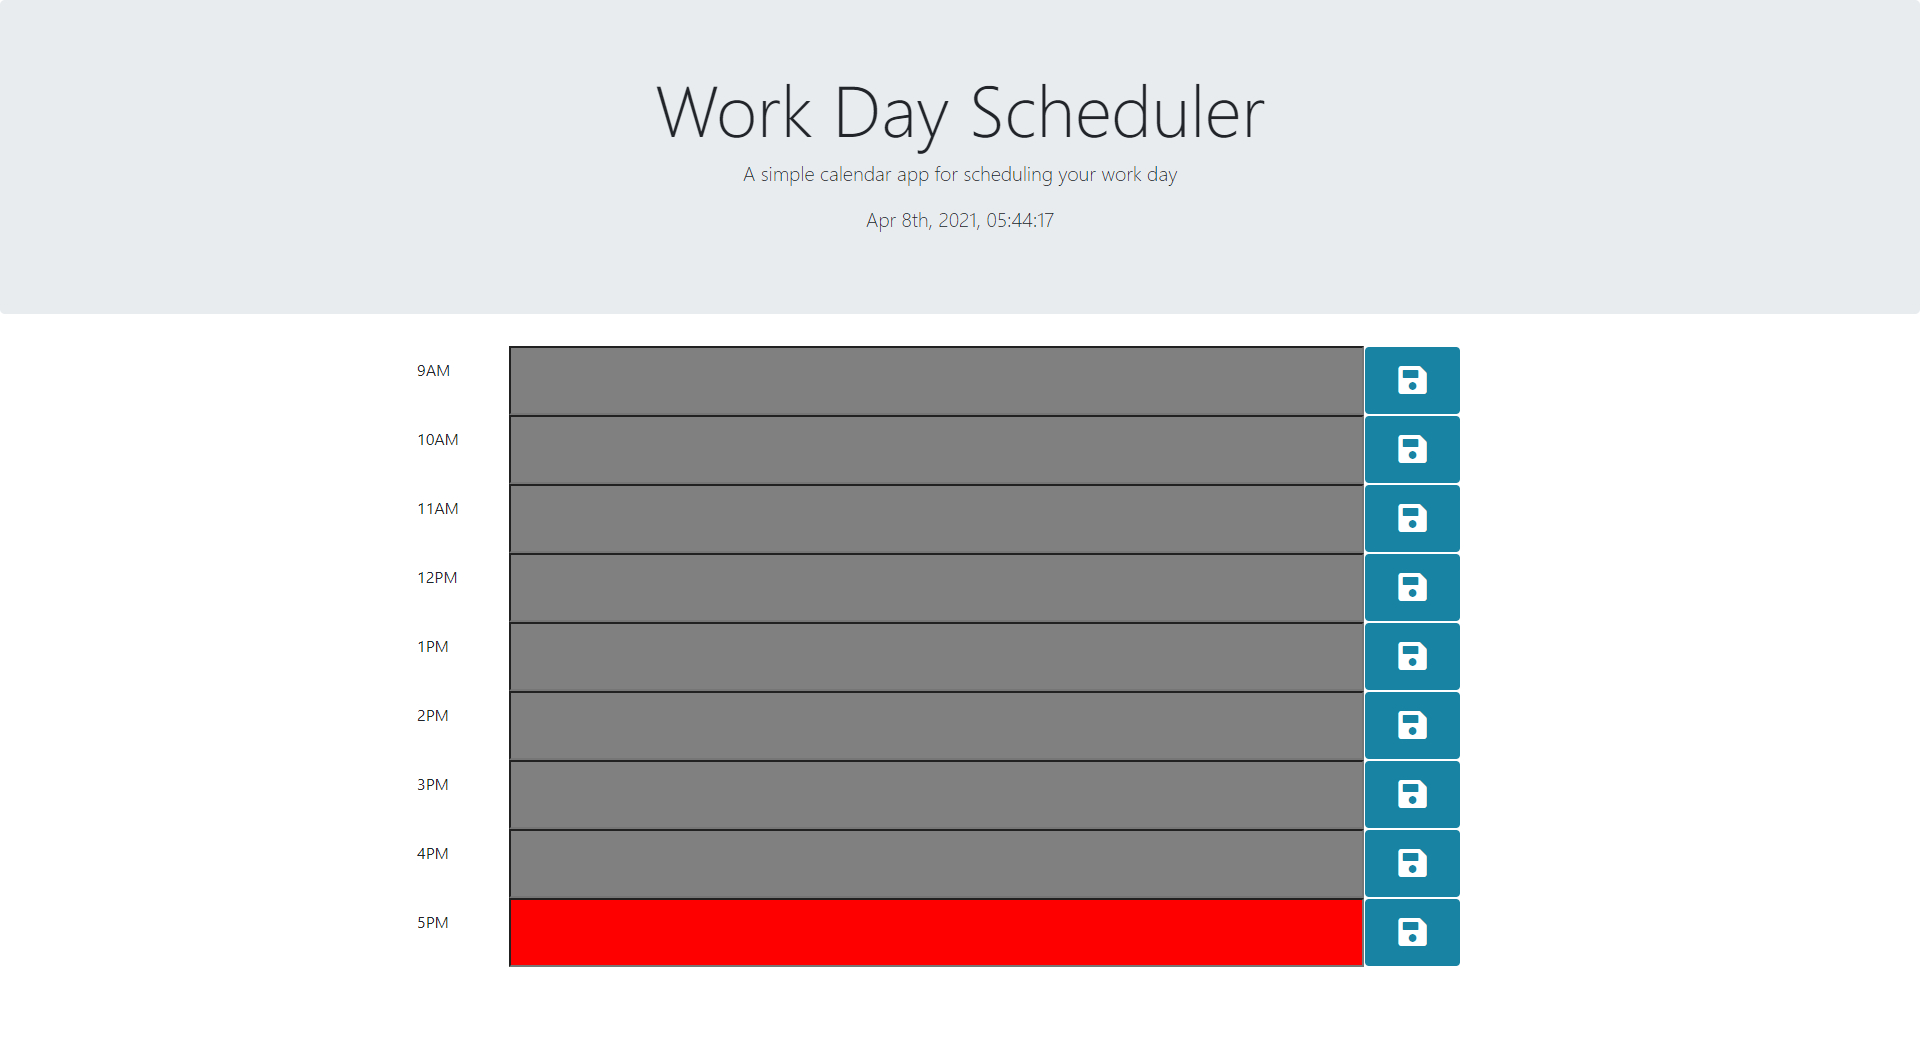 Work Day Scheduler
A simple calendar app for scheduling your work day
Apr 8th, 2021, 05:44:17
9AM
10AM
11AM
12PM
1PM
2PM
3PM
4PM
5PM